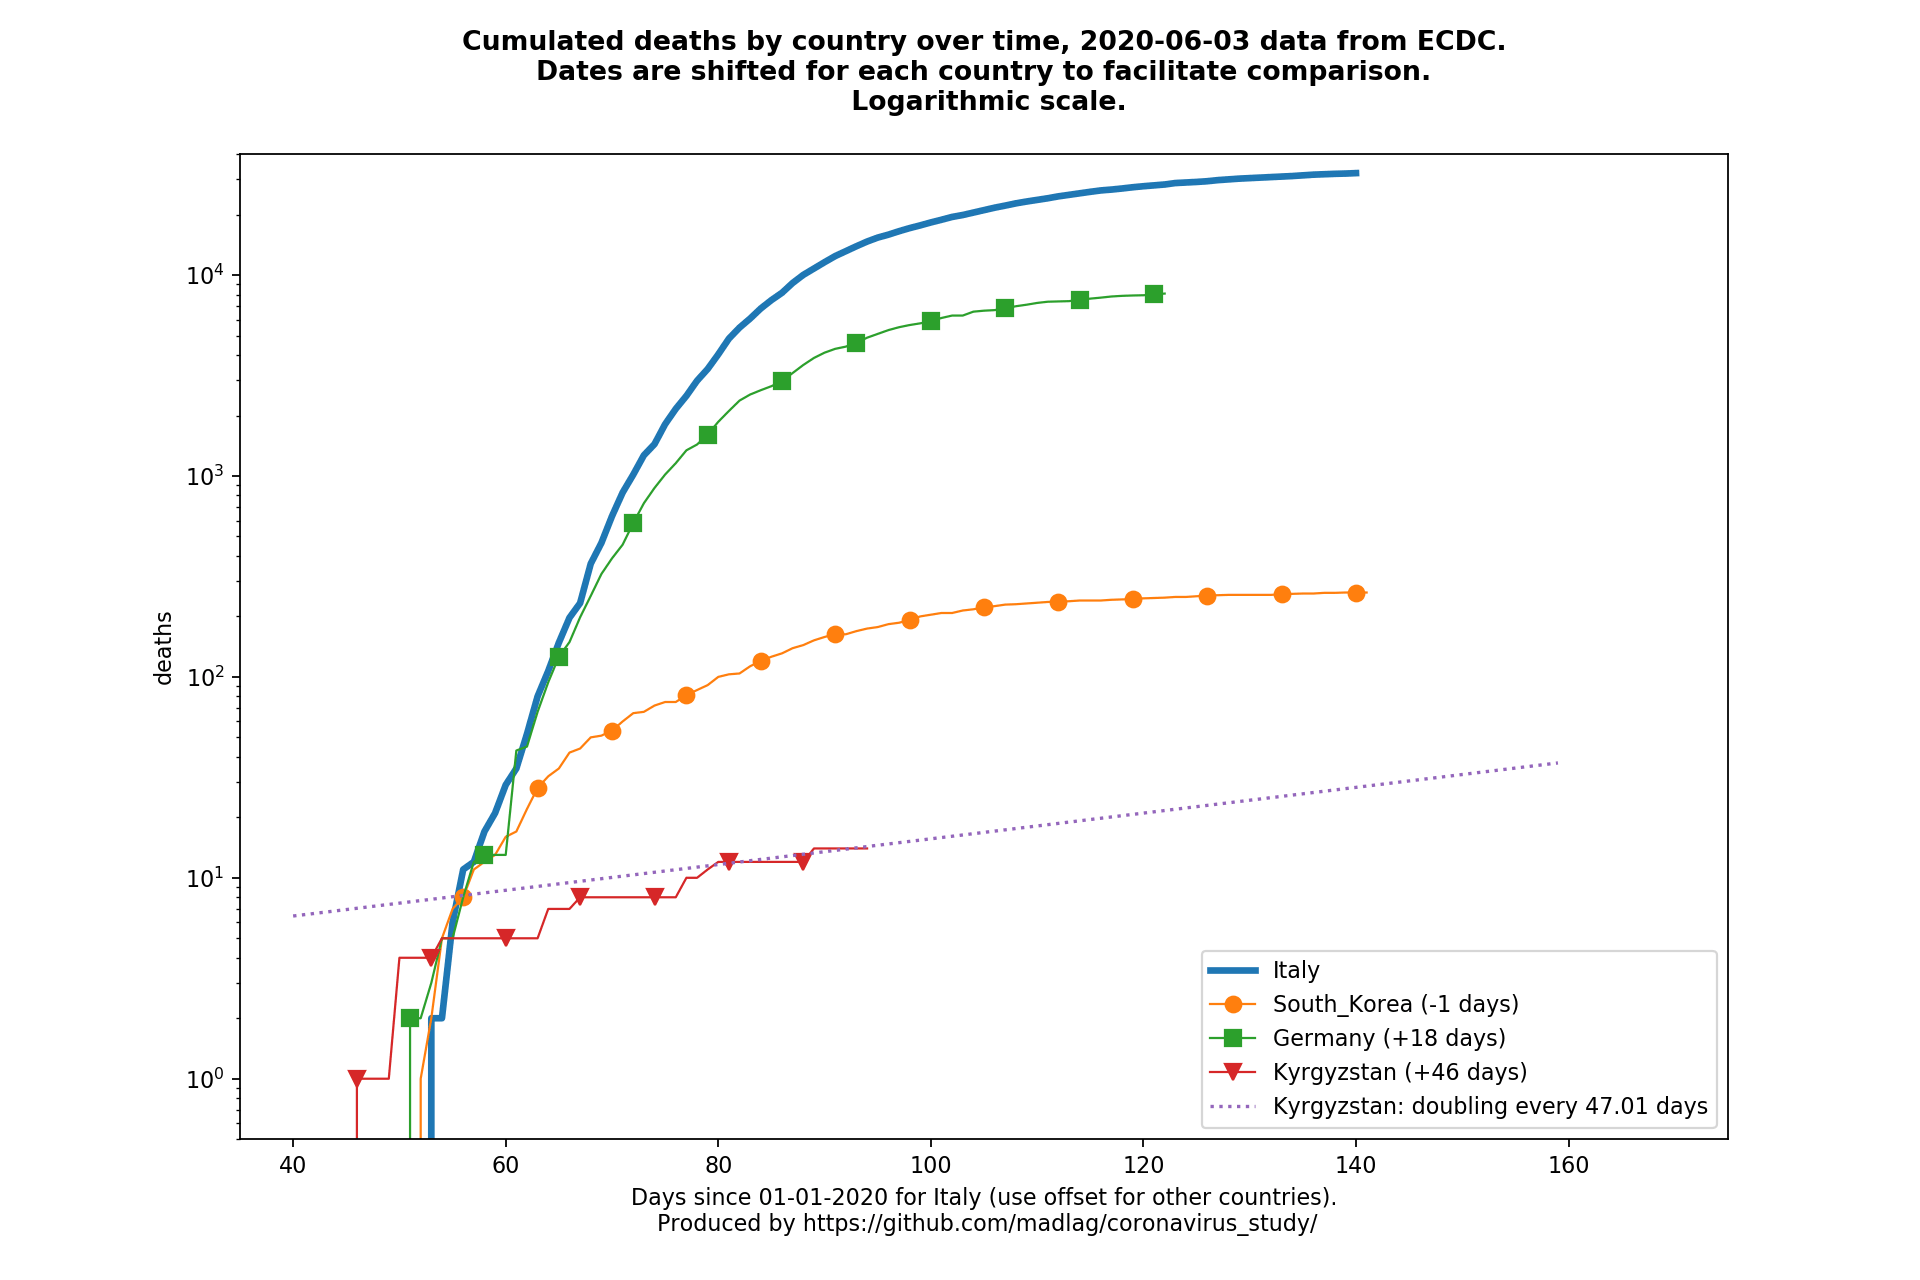 Cumulated deaths by country over time, 2020-06-03 data from ECDC.
Dates are shifted for each country to facilitate comparison.
Logarithmic scale.
10^4
10^3
10^2
10^1
10^0
deaths
Italy
South_Korea (-1 days)
Germany (+18 days)
Kyrgyzstan (+46 days)
Kyrgyzstan: doubling every 47.01 days
40 60 80 100 120 140 160
Days since 01-01-2020 for Italy (use offset for other countries).
Produced by https://github.com/madlag/coronavirus_study/